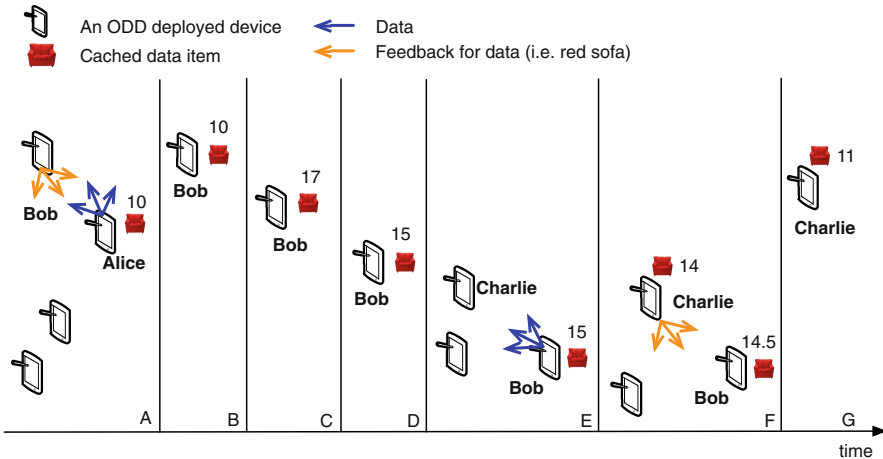 An ODD deployed device
Data
Cached data item
Feedback for data (i.e. red sofa)
Bob
10
Alice
A
10
Bob
B
17
Bob
C
15
Bob
D
Charlie
15
Bob
E
14
Charlie
14.5
Bob
F
11
Charlie
G
time